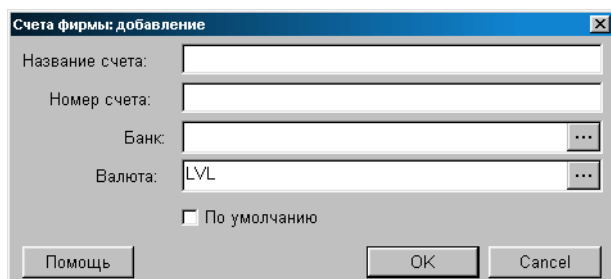 Счета фирмы: добавление
Название счета:
Номер счета:
Банк:
...
Валюта:
LVL
...
По умолчанию
Помощь
OK
Cancel